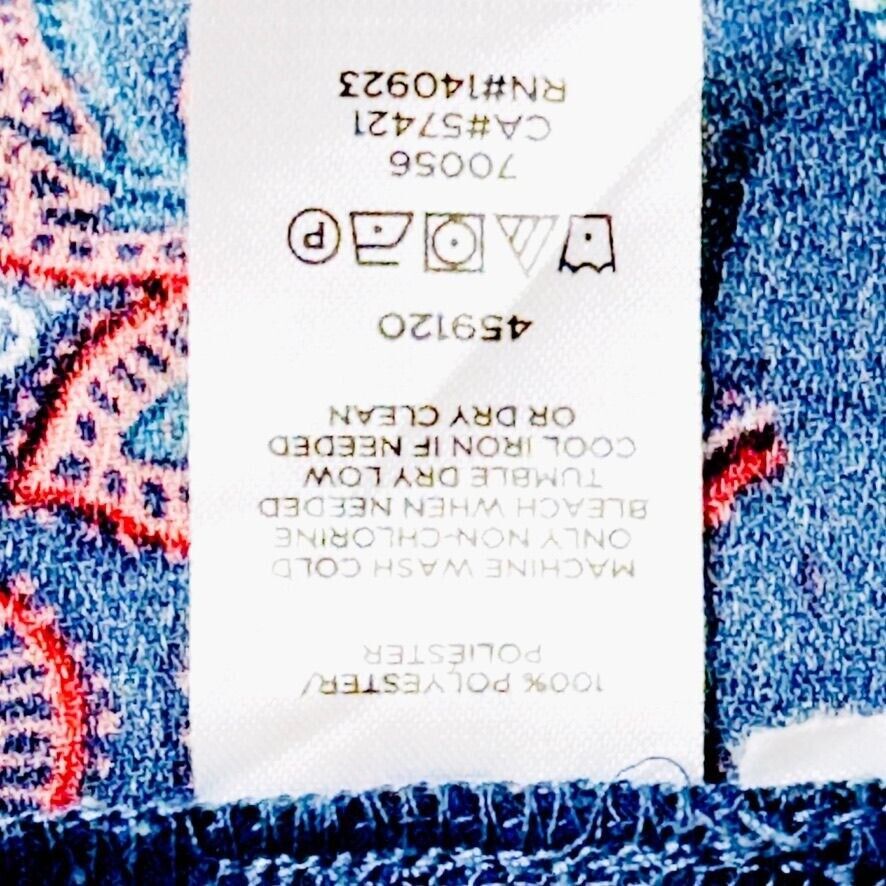 100% POLYESTER/
POLIÉSTER
MACHINE WASH COLD
ONLY NON-CHLORINE
BLEACH WHEN NEEDED
TUMBLE DRY LOW
COOL IRON IF NEEDED
OR DRY CLEAN
459120
P
70056
CA#57421
RN#140923